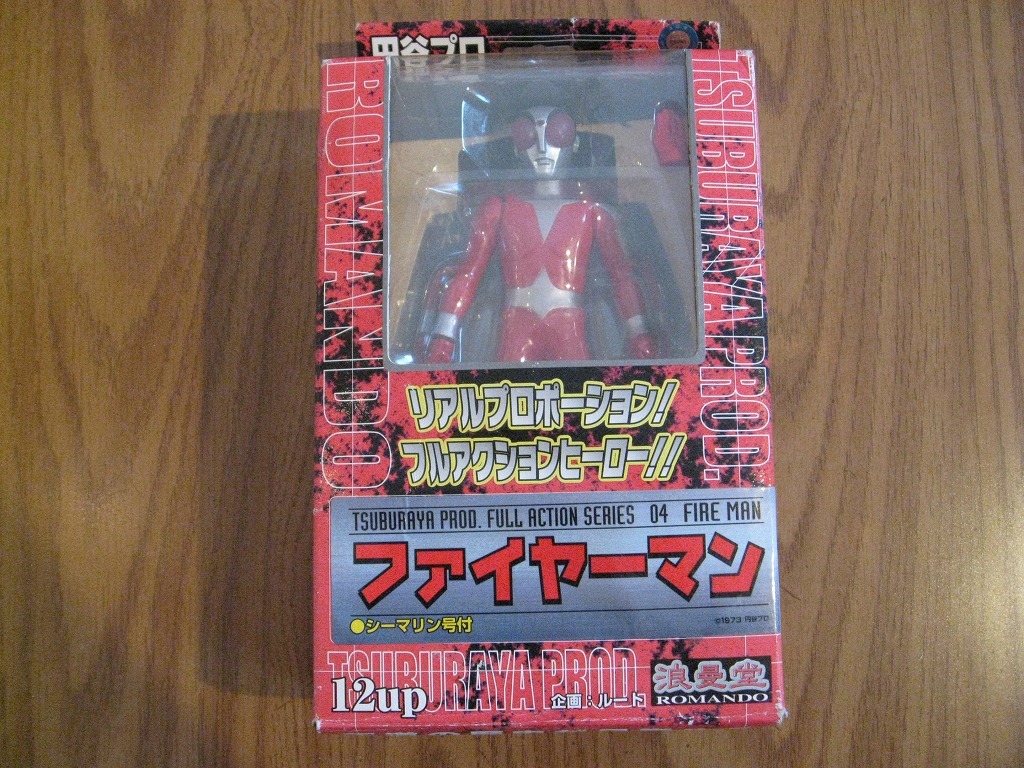 円谷プロ
ROMANDO
TSUBURAYA PROD.
リアルプロポーション!
フルアクションヒーロー!!
TSUBURAYA PROD. FULL ACTION SERIES 04 FIRE MAN
ファイヤーマン
●シーマリン号付
©1973 円谷プロ
TSUBURAYA PROD.
12up
企画:ルード
浪曼堂
ROMANDO